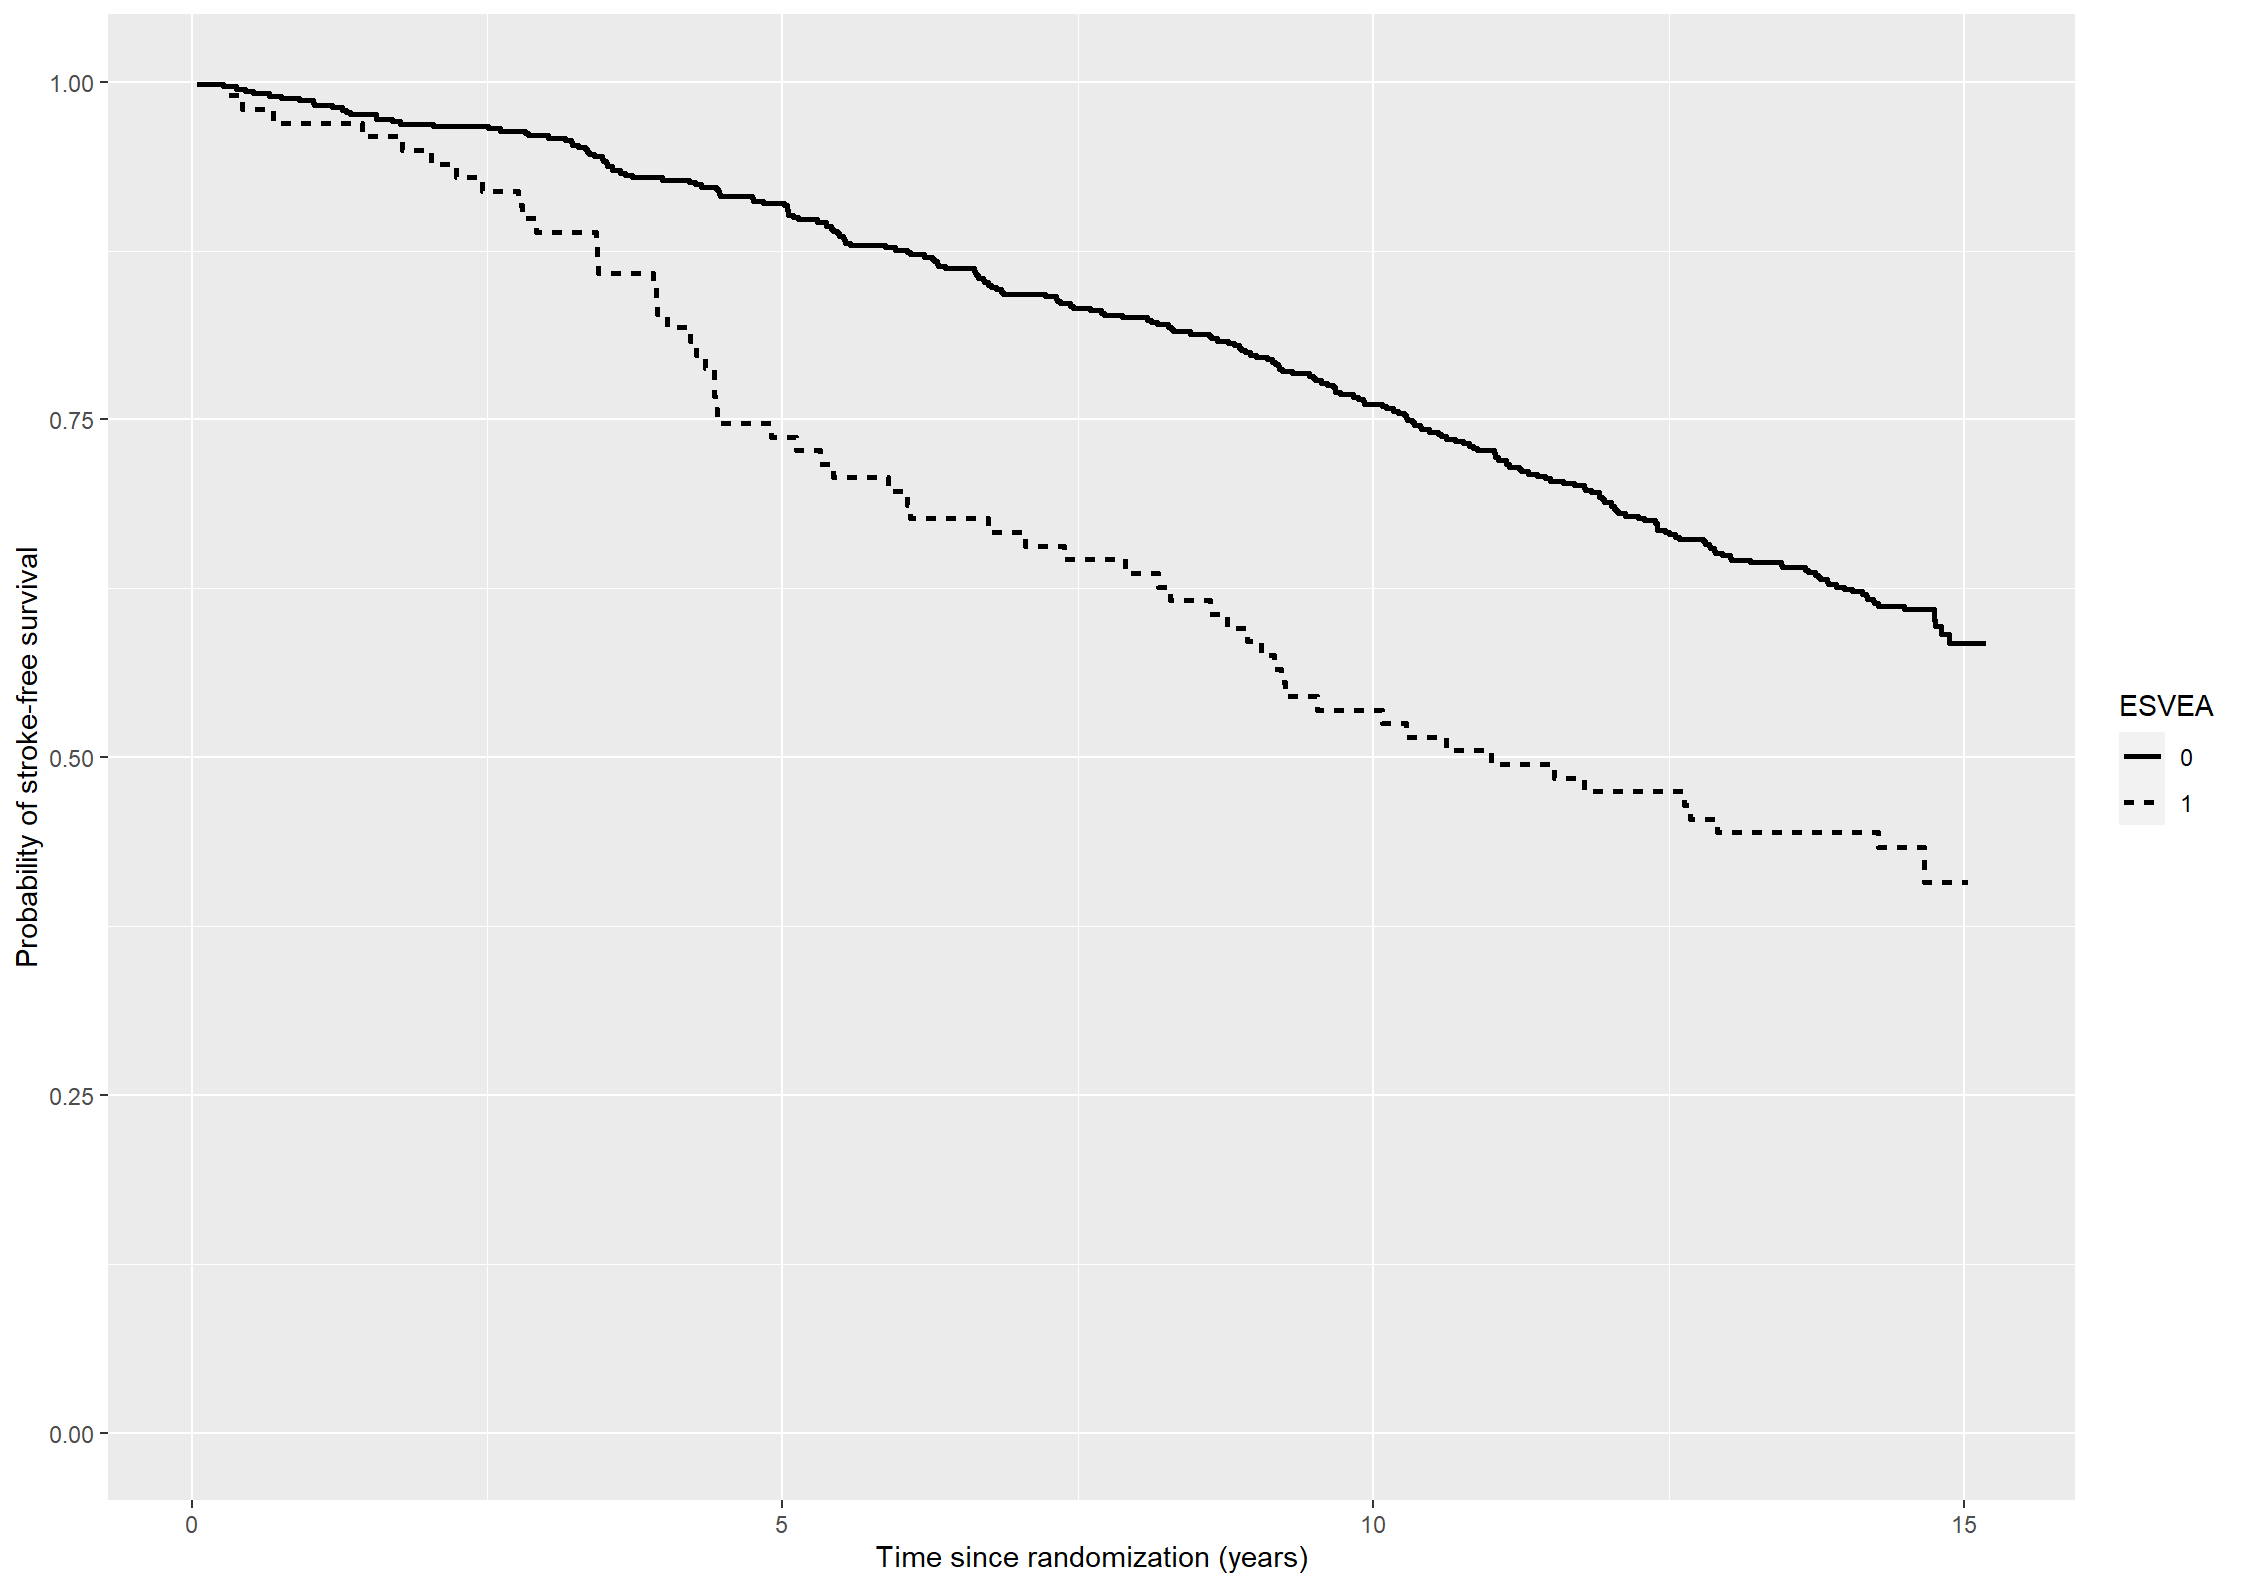 Probability of stroke-free survival
1.00
0.75
0.50
0.25
0.00
0 5 10 15
Time since randomization (years)
ESVEA
0
1